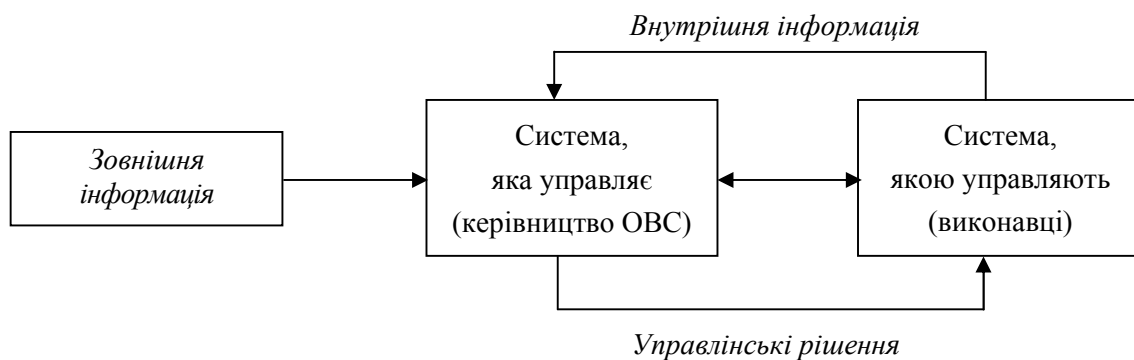 Внутрішня інформація
Зовнішня
інформація
Система,
яка управляє
(керівництво ОВС)
Система,
якою управляють
(виконавці)
Управлінські рішення